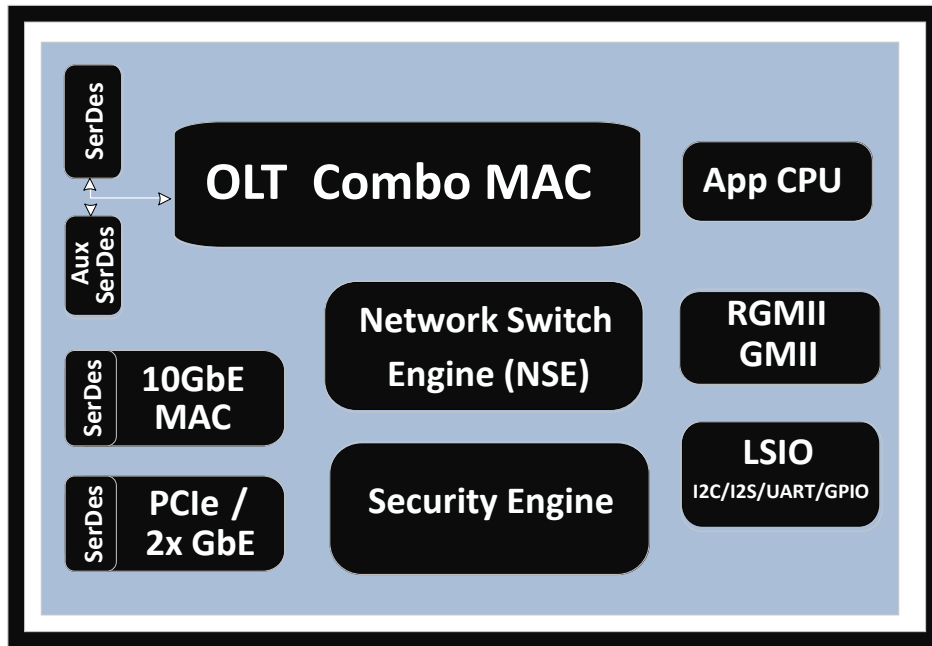 SerDes
OLT Combo MAC
App CPU
Aux
SerDes
Network Switch
Engine (NSE)
RGMII
GMII
SerDes
10GbE
MAC
LSIO
I2C/I2S/UART/GPIO
Security Engine
SerDes
PCIe /
2x GbE